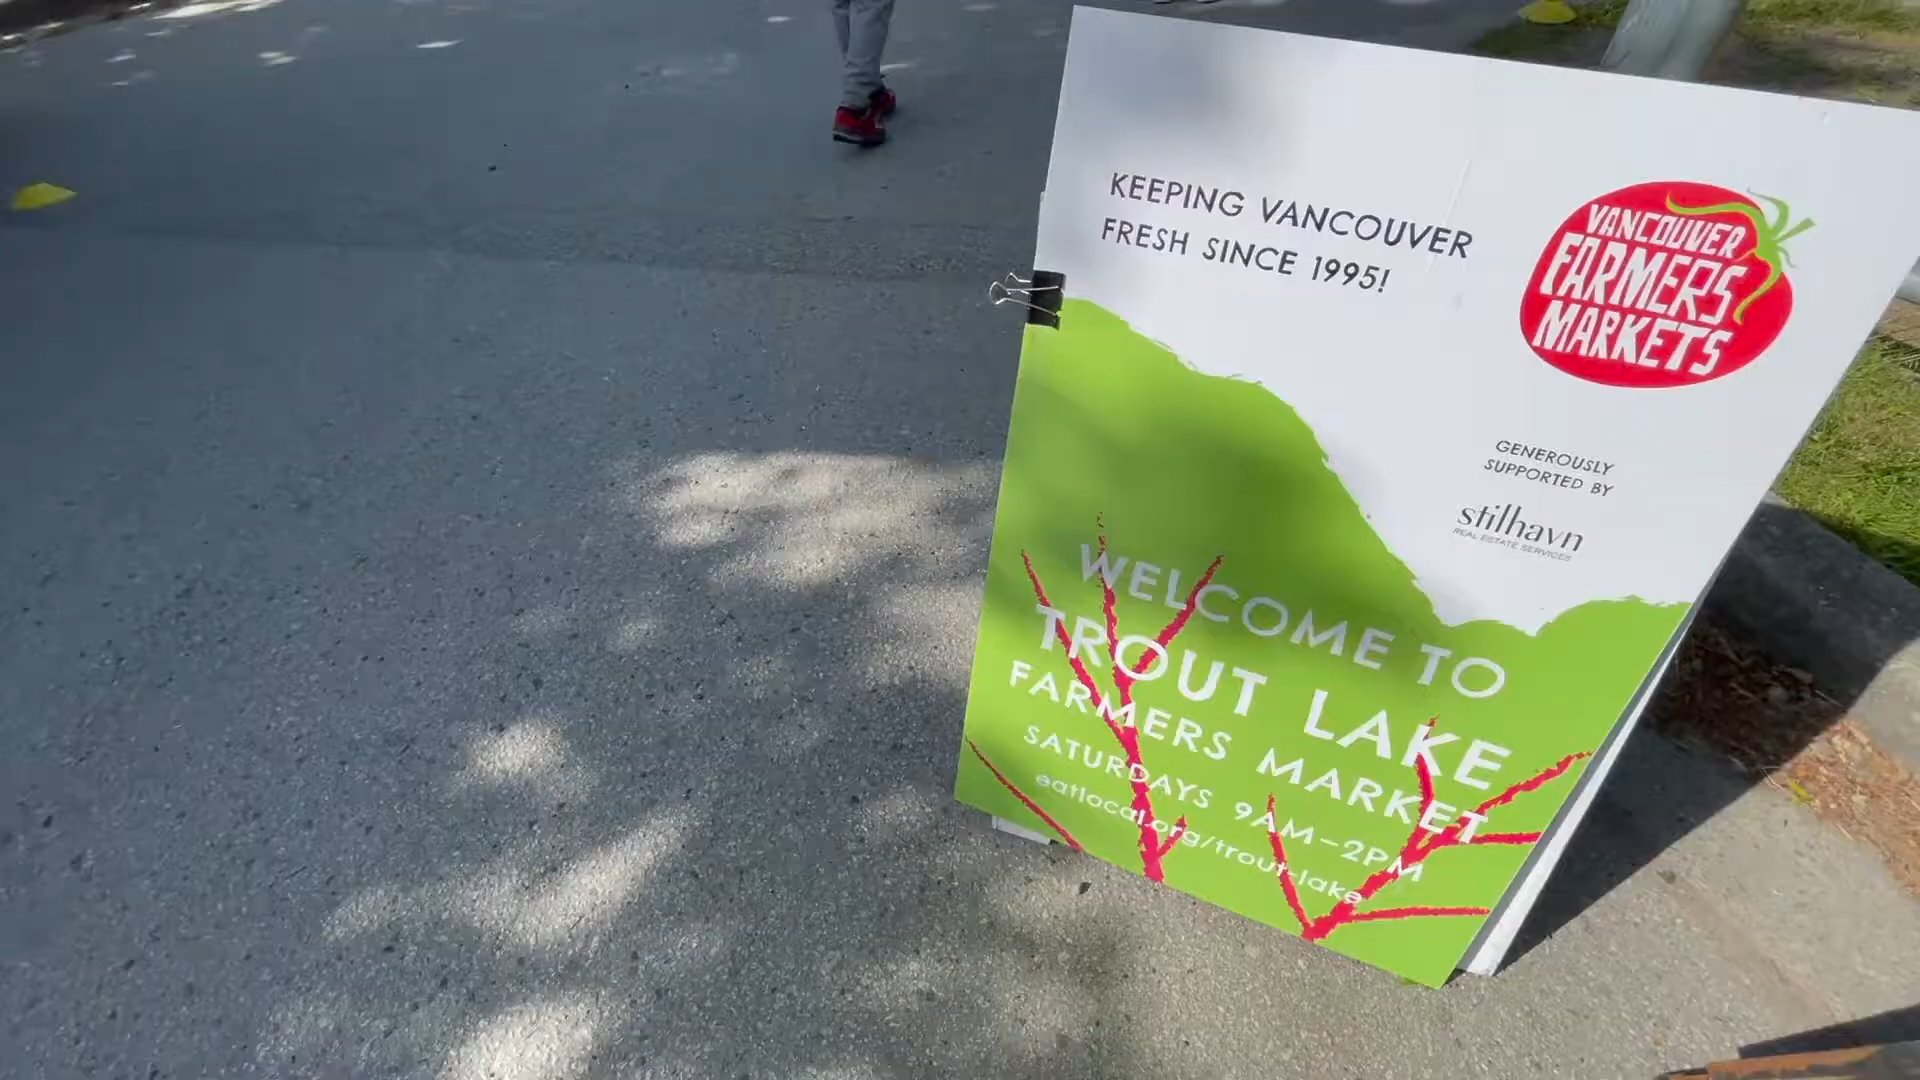 KEEPING VANCOUVER
FRESH SINCE 1995!
VANCOUVER
FARMERS
MARKETS
GENEROUSLY
SUPPORTED BY
stilhavn
REAL ESTATE SERVICES
WELCOME TO
TROUT LAKE
FARMERS MARKET
SATURDAYS 9AM–2PM
eatlocal.org/trout-lake